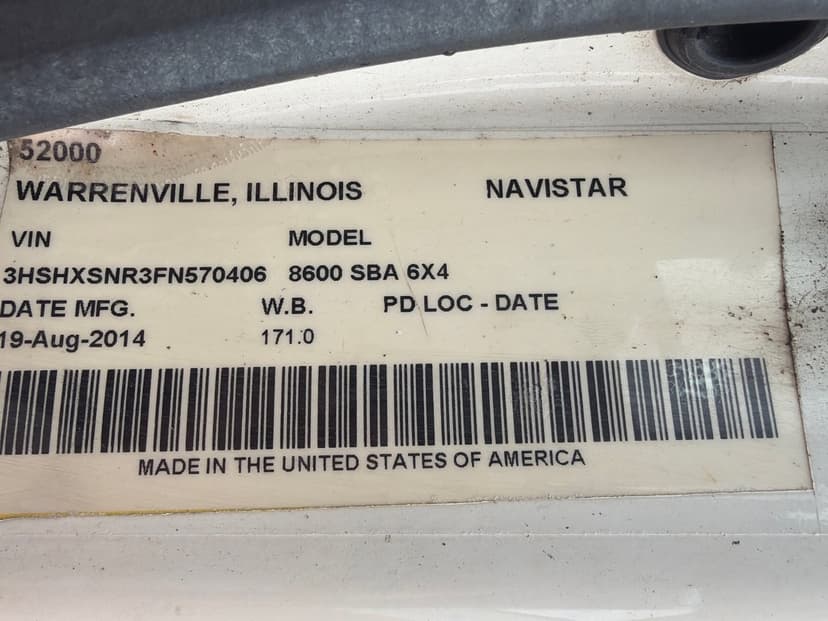 52000
WARRENVILLE, ILLINOIS NAVISTAR
VIN MODEL
3HSHXSNR3FN570406 8600 SBA 6X4
DATE MFG. W.B. PD LOC - DATE
19-Aug-2014 171.0
MADE IN THE UNITED STATES OF AMERICA